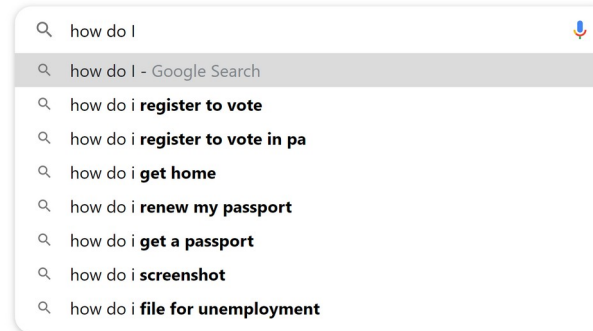 how do I
how do I - Google Search
how do i register to vote
how do i register to vote in pa
how do i get home
how do i renew my passport
how do i get a passport
how do i screenshot
how do i file for unemployment